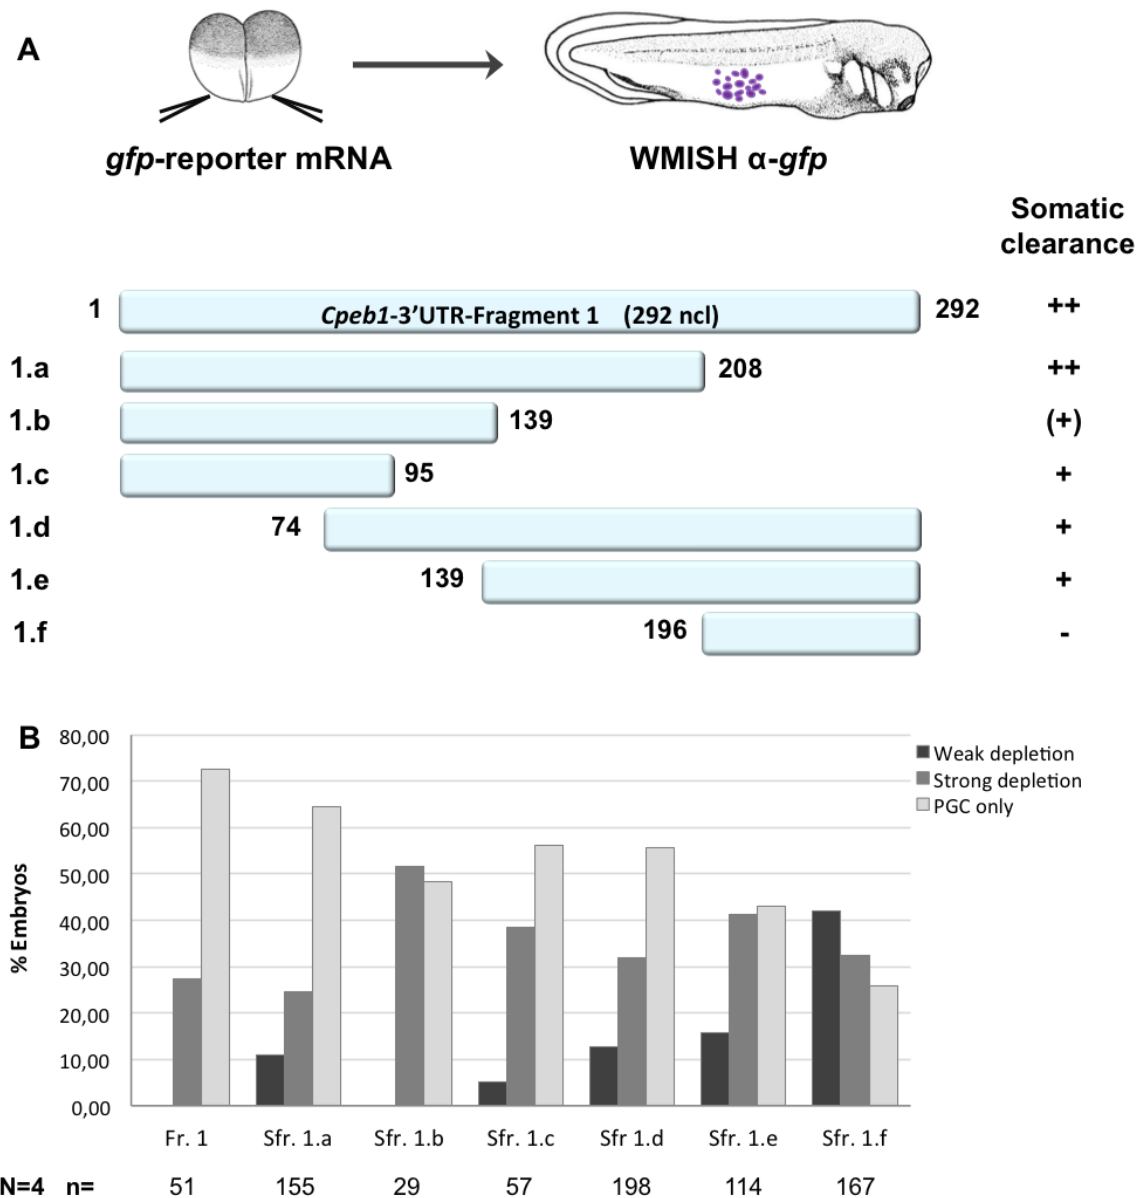 A
gfp-reporter mRNA
WMISH α-gfp
Somatic
clearance
1 Cpeb1-3’UTR-Fragment 1 (292 ncl) 292 ++
1.a 208 ++
1.b 139 (+)
1.c 95 +
1.d 74 +
1.e 139 +
1.f 196 -
B
80,00
70,00
60,00
50,00
40,00
30,00
20,00
10,00
0,00
% Embryos
Weak depletion
Strong depletion
PGC only
Fr. 1 Sfr. 1.a Sfr. 1.b Sfr. 1.c Sfr 1.d Sfr. 1.e Sfr. 1.f
N=4 n= 51 155 29 57 198 114 167